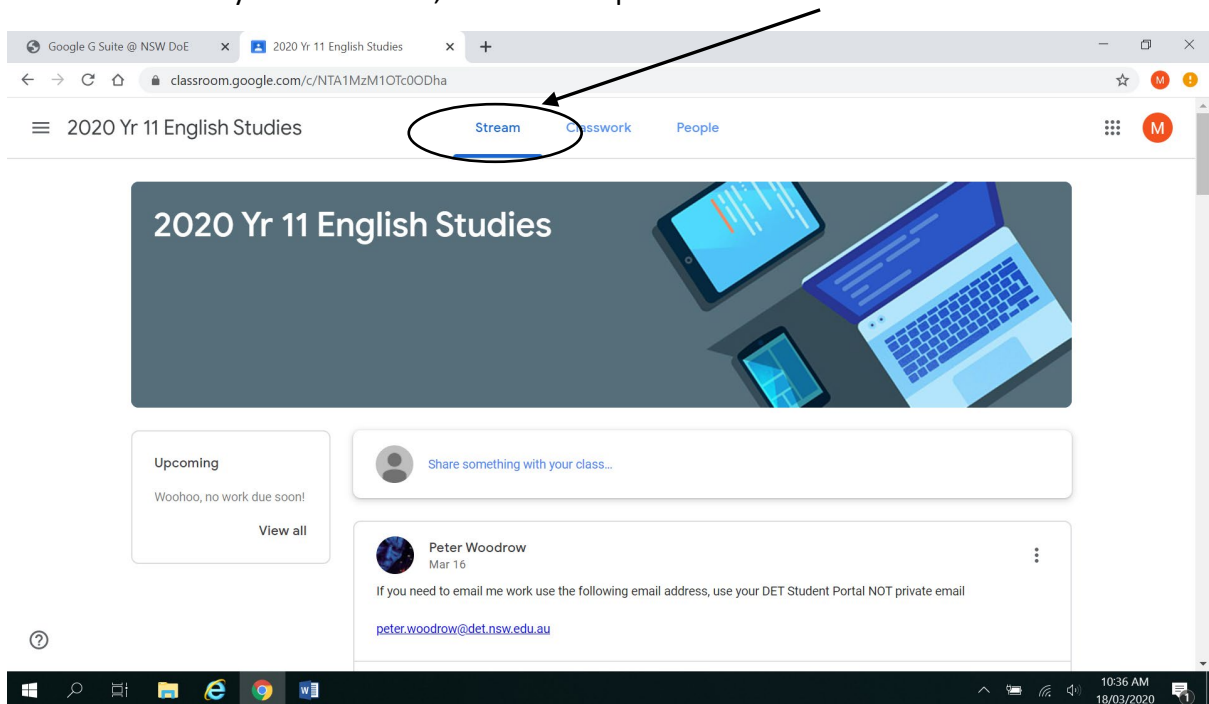 Google G Suite @ NSW DoE
2020 Yr 11 English Studies
classroom.google.com/c/NTA1MzM1OTc0ODha
M
2020 Yr 11 English Studies
Stream Classwork People
M
2020 Yr 11 English Studies
Upcoming
Woohoo, no work due soon!
View all
Share something with your class...
Peter Woodrow
Mar 16
If you need to email me work use the following email address, use your DET Student Portal NOT private email
peter.woodrow@det.nsw.edu.au
10:36 AM
18/03/2020
1